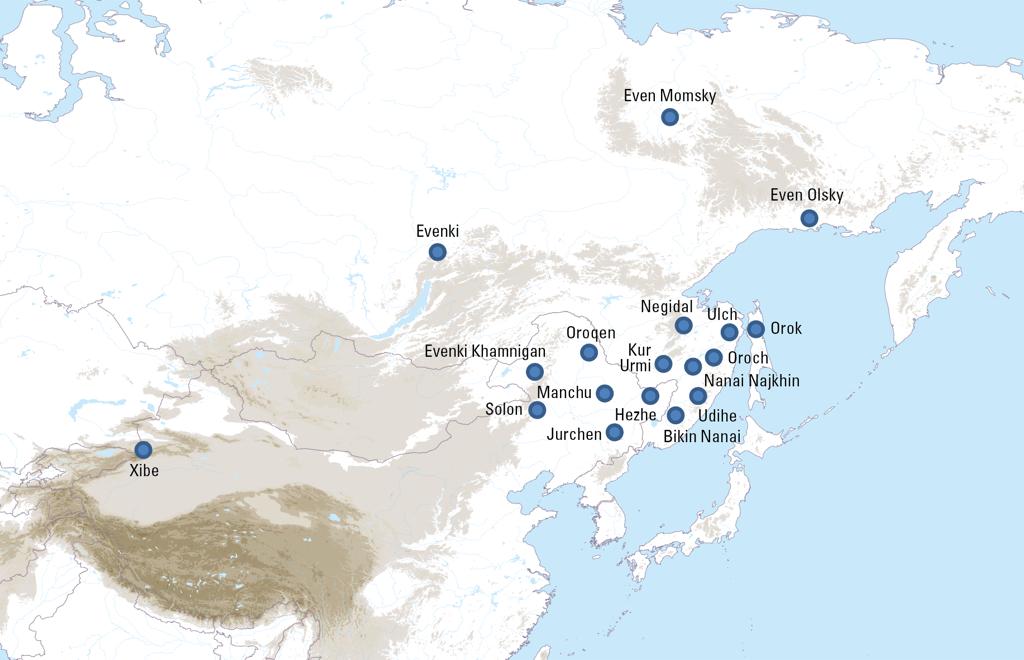 Even Momsky
Even Olsky
Evenki
Negidal
Ulch
Orok
Oroqen
Kur
Urmi
Evenki Khamnigan
Oroch
Nanai Najkhin
Manchu
Solon
Hezhe
Udihe
Jurchen
Bikin Nanai
Xibe